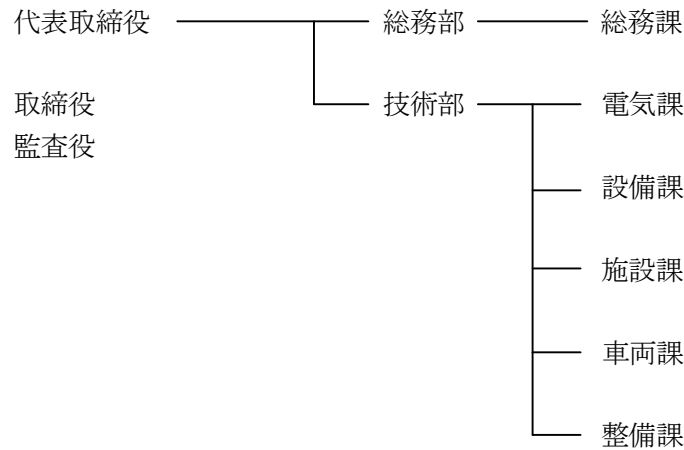 代表取締役 総務部 総務課
取締役 技術部 電気課
監査役
設備課
施設課
車両課
整備課